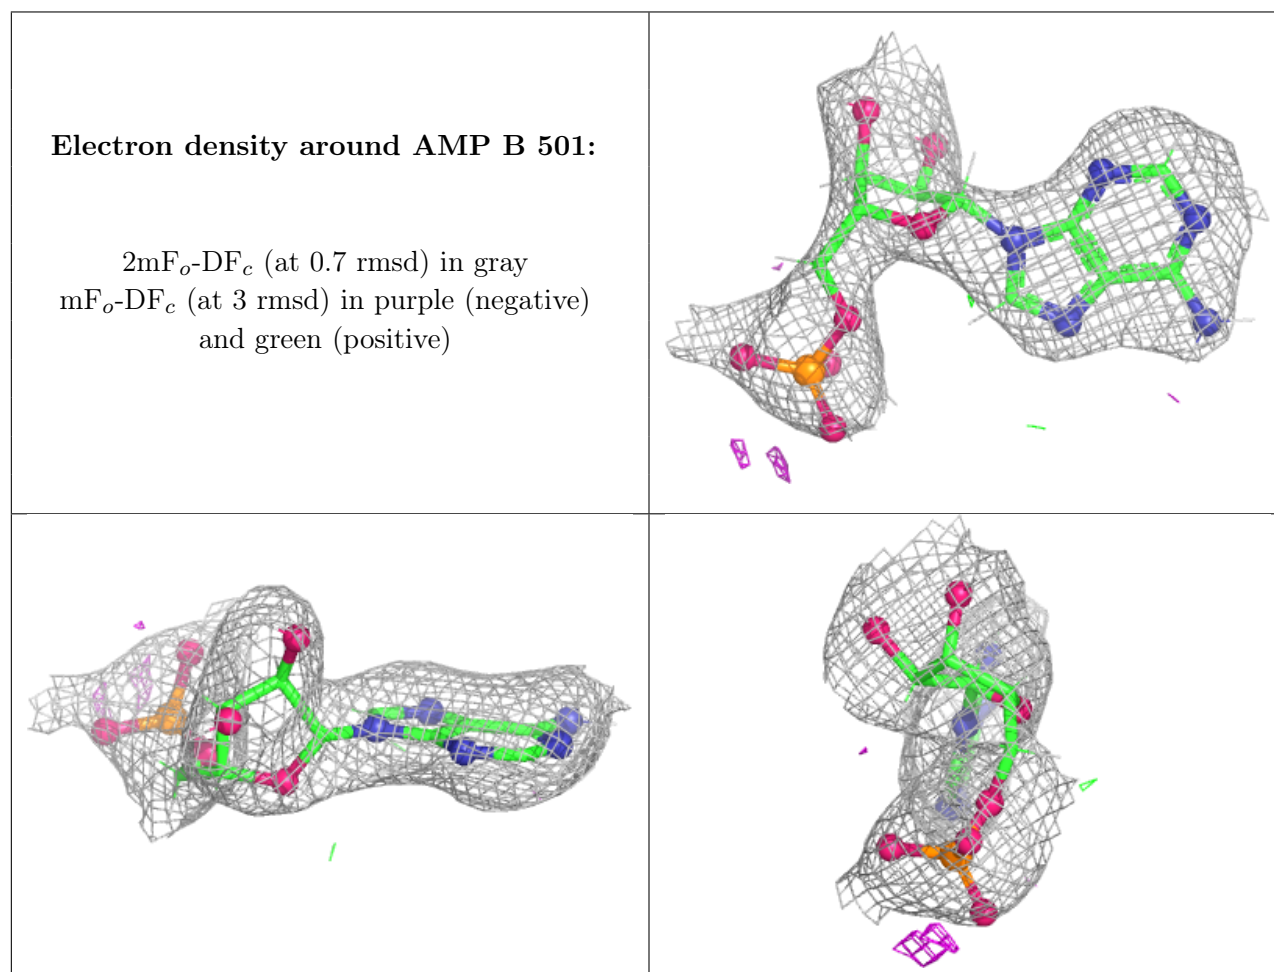 Electron density around AMP B 501:
2mFo-DFc (at 0.7 rmsd) in gray
mFo-DFc (at 3 rmsd) in purple (negative)
and green (positive)